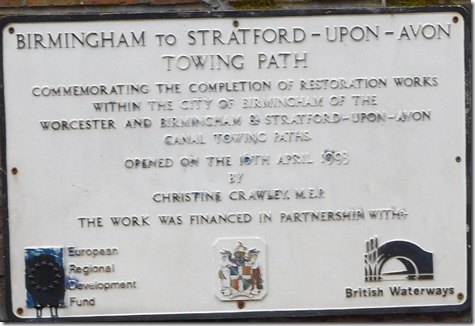 BIRMINGHAM TO STRATFORD-UPON-AVON
TOWING PATH
COMMEMORATING THE COMPLETION OF RESTORATION WORKS
WITHIN THE CITY OF BIRMINGHAM OF THE
WORCESTER AND BIRMINGHAM & STRATFORD-UPON-AVON
CANAL TOWING PATHS.
OPENED ON THE 16TH APRIL 1993
BY
CHRISTINE CRAWLEY, M.E.P.
THE WORK WAS FINANCED IN PARTNERSHIP WITH:-
European
Regional
Development
Fund
British Waterways